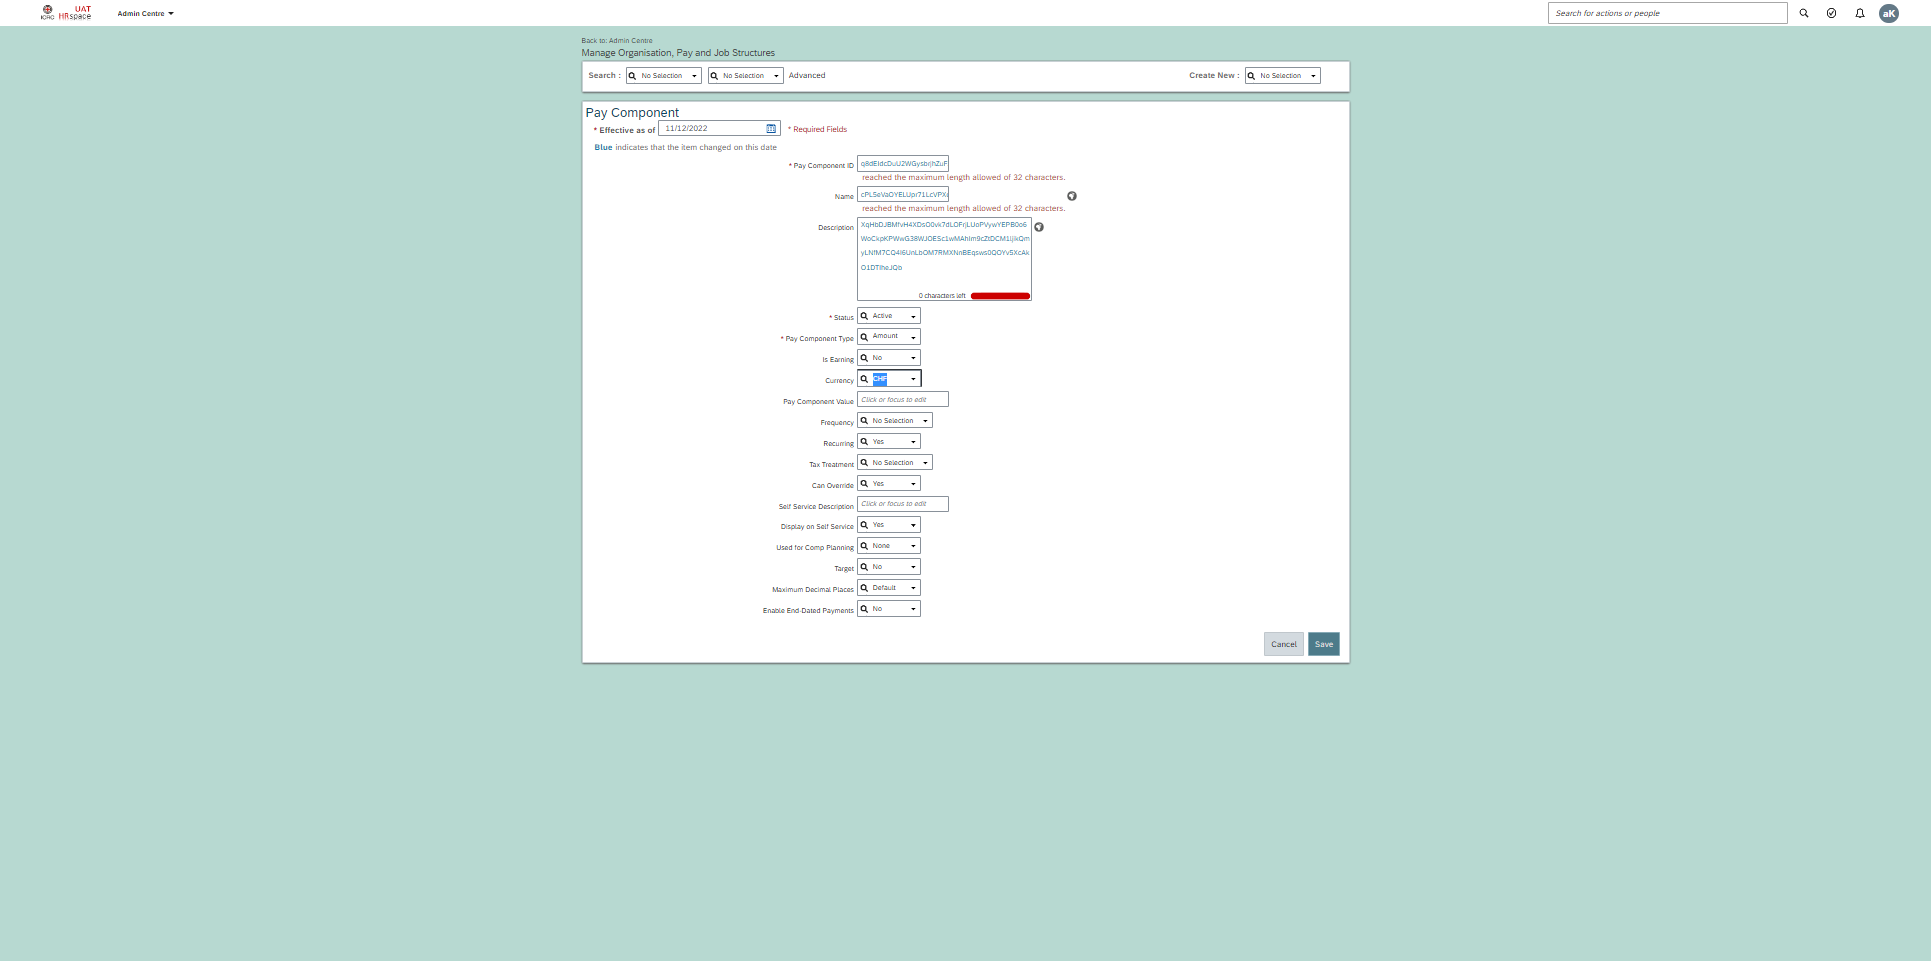 ICRC
UAT
HRspace
Admin Centre
Search for actions or people
aK
Back to: Admin Centre
Manage Organisation, Pay and Job Structures
Search : No Selection No Selection Advanced
Create New : No Selection
Pay Component
* Effective as of 11/12/2022 * Required Fields
Blue indicates that the item changed on this date
* Pay Component ID
reached the maximum length allowed of 32 characters.
Name
reached the maximum length allowed of 32 characters.
Description
0 characters left
* Status Active
* Pay Component Type Amount
Is Earning No
Currency CHF
Pay Component Value Click or focus to edit
Frequency No Selection
Recurring Yes
Tax Treatment No Selection
Can Override Yes
Self Service Description Click or focus to edit
Display on Self Service Yes
Used for Comp Planning None
Target No
Maximum Decimal Places Default
Enable End-Dated Payments No
Cancel Save